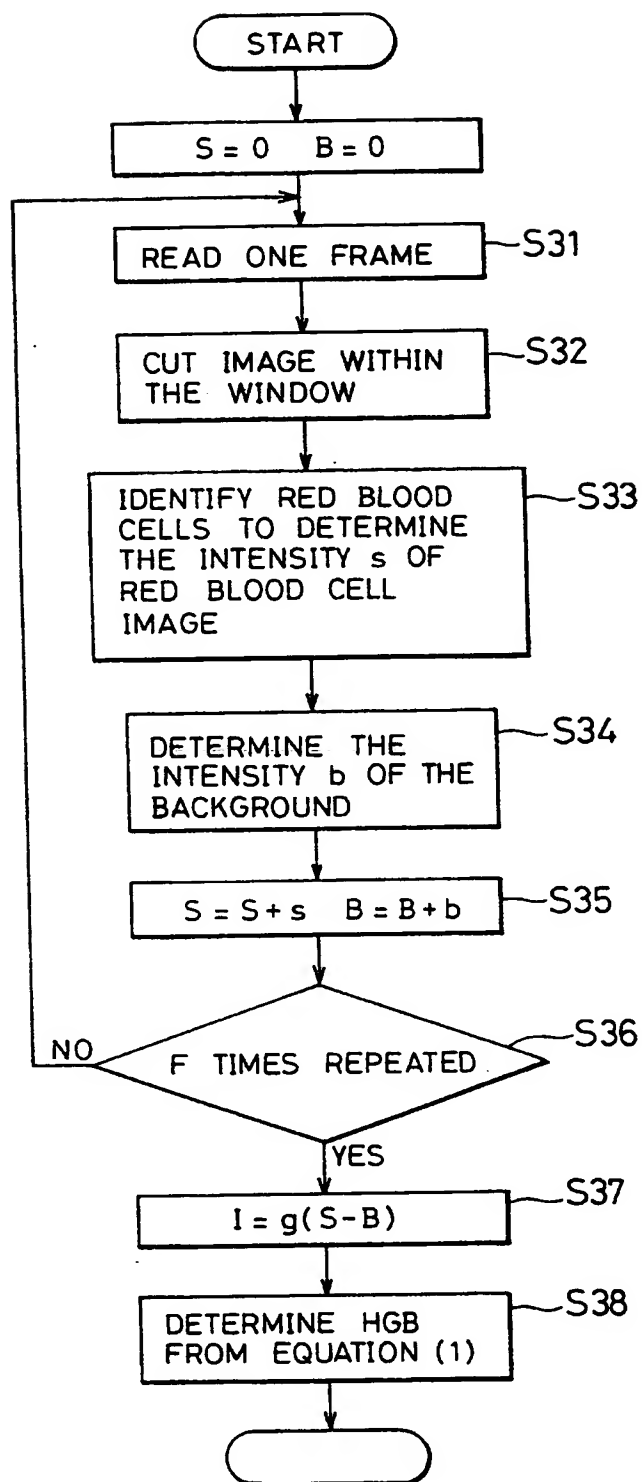 START
S = 0 B = 0
READ ONE FRAME
S31
CUT IMAGE WITHIN
THE WINDOW
S32
IDENTIFY RED BLOOD
CELLS TO DETERMINE
THE INTENSITY s OF
RED BLOOD CELL
IMAGE
S33
DETERMINE THE
INTENSITY b OF THE
BACKGROUND
S34
S = S + s B = B + b
S35
F TIMES REPEATED
S36
NO
YES
I = g(S-B)
S37
DETERMINE HGB
FROM EQUATION (1)
S38